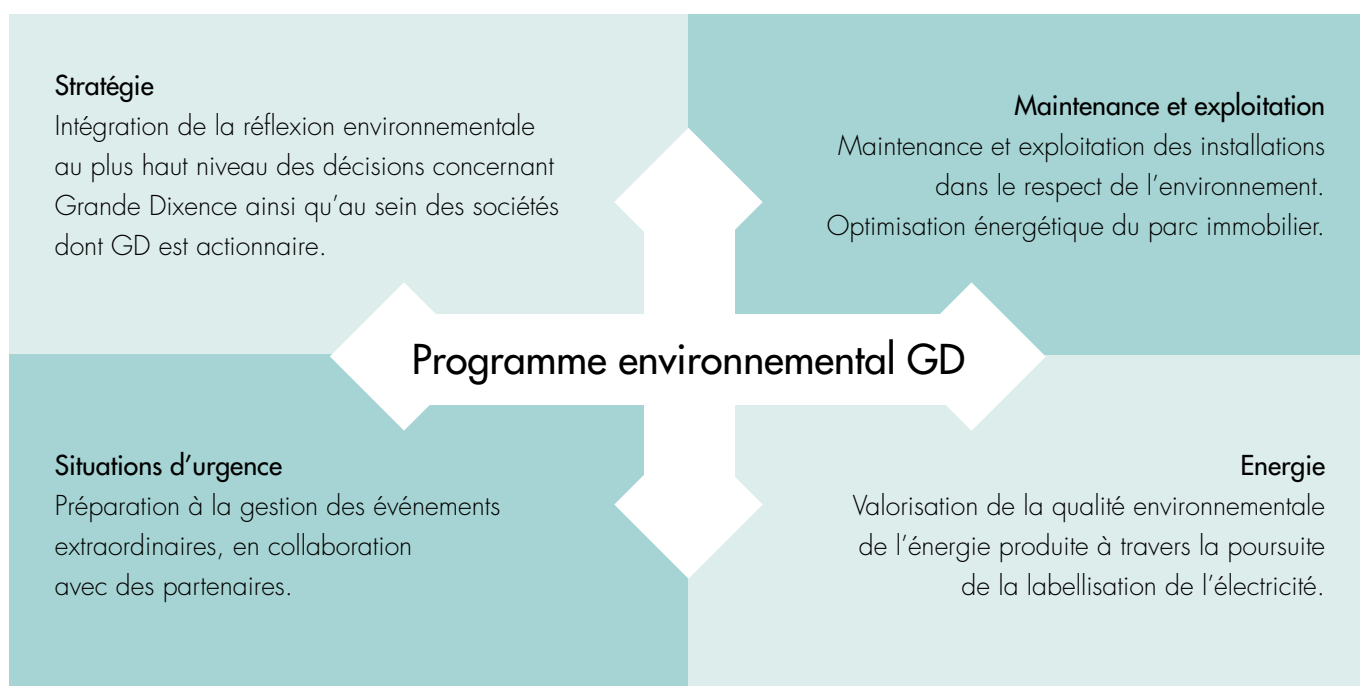 Stratégie
Intégration de la réflexion environnementale
au plus haut niveau des décisions concernant
Grande Dixence ainsi qu’au sein des sociétés
dont GD est actionnaire.
Maintenance et exploitation
Maintenance et exploitation des installations
dans le respect de l’environnement.
Optimisation énergétique du parc immobilier.
Programme environnemental GD
Situations d’urgence
Préparation à la gestion des événements
extraordinaires, en collaboration
avec des partenaires.
Energie
Valorisation de la qualité environnementale
de l’énergie produite à travers la poursuite
de la labellisation de l’électricité.